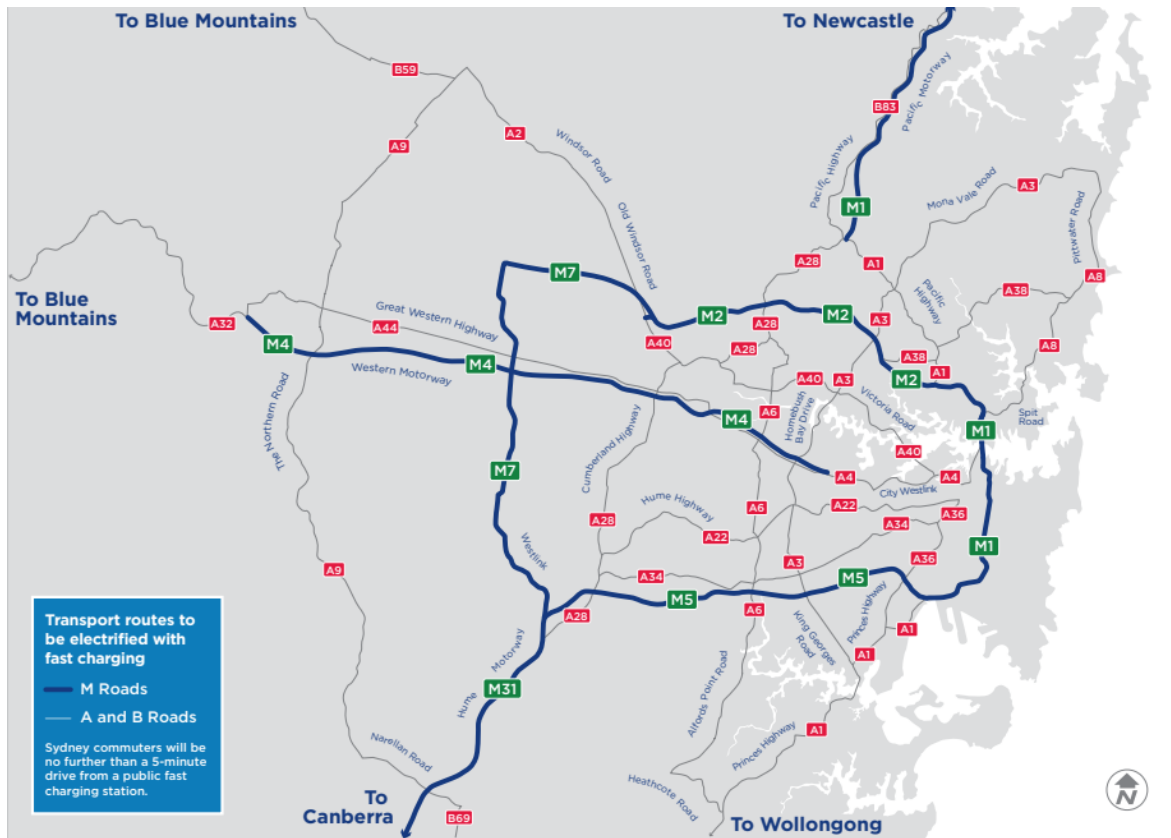 To Blue Mountains
To Newcastle
B59
Pacific Motorway
B83
A2
Windsor Road
A9
Pacific Highway
Mona Vale Road
A3
M1
Old Windsor Road
Pittwater Road
A28
A1
M7
A8
To Blue
Mountains
Pacific
Highway
A38
Great Western Highway
M2
M2
A32
A44
A28
A3
M4
A40
A28
A38
A8
M4
Western Motorway
A40
A3
M2
A1
Victoria Road
The Northern Road
Cumberland Highway
M4
A6
Homebush
Bay Drive
Spit
Road
M1
A40
M7
A4
A4
City Westlink
Hume Highway
A6
A22
A36
A28
A22
A34
Westlink
M1
A3
A36
A9
A34
M5
M5
A6
Princes Highway
A28
King Georges
Road
A1
Motorway
A1
Hume
M31
Alfords Point Road
Princes Highway
A1
Narellan Road
Heathcote Road
To
Canberra
B69
To Wollongong
N
Transport routes to
be electrified with
fast charging
M Roads
A and B Roads
Sydney commuters will be
no further than a 5-minute
drive from a public fast
charging station.